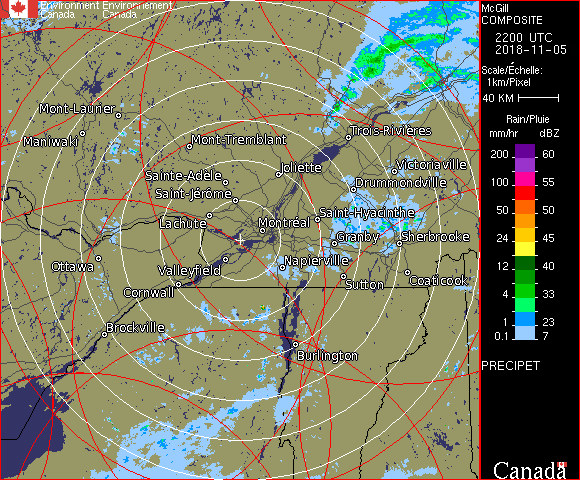 Environment Environnement
Canada Canada
McGill
COMPOSITE
2200 UTC
2018-11-05
Scale/Échelle:
1km/Pixel
40 KM
Rain/Pluie
mm/hr dBZ
200 60
100 55
50 50
24 45
12 40
4 33
1 23
0.1 7
PRECIPET
Canada
Mont-Laurier
Maniwaki
Mont-Tremblant
Trois-Rivières
Sainte-Adèle
Joliette
Victoriaville
Saint-Jérôme
Drummondville
Lachute
Montréal
Saint-Hyacinthe
Granby
Sherbrooke
Ottawa
Valleyfield
Napierville
Cornwall
Sutton
Coaticook
Brockville
Burlington